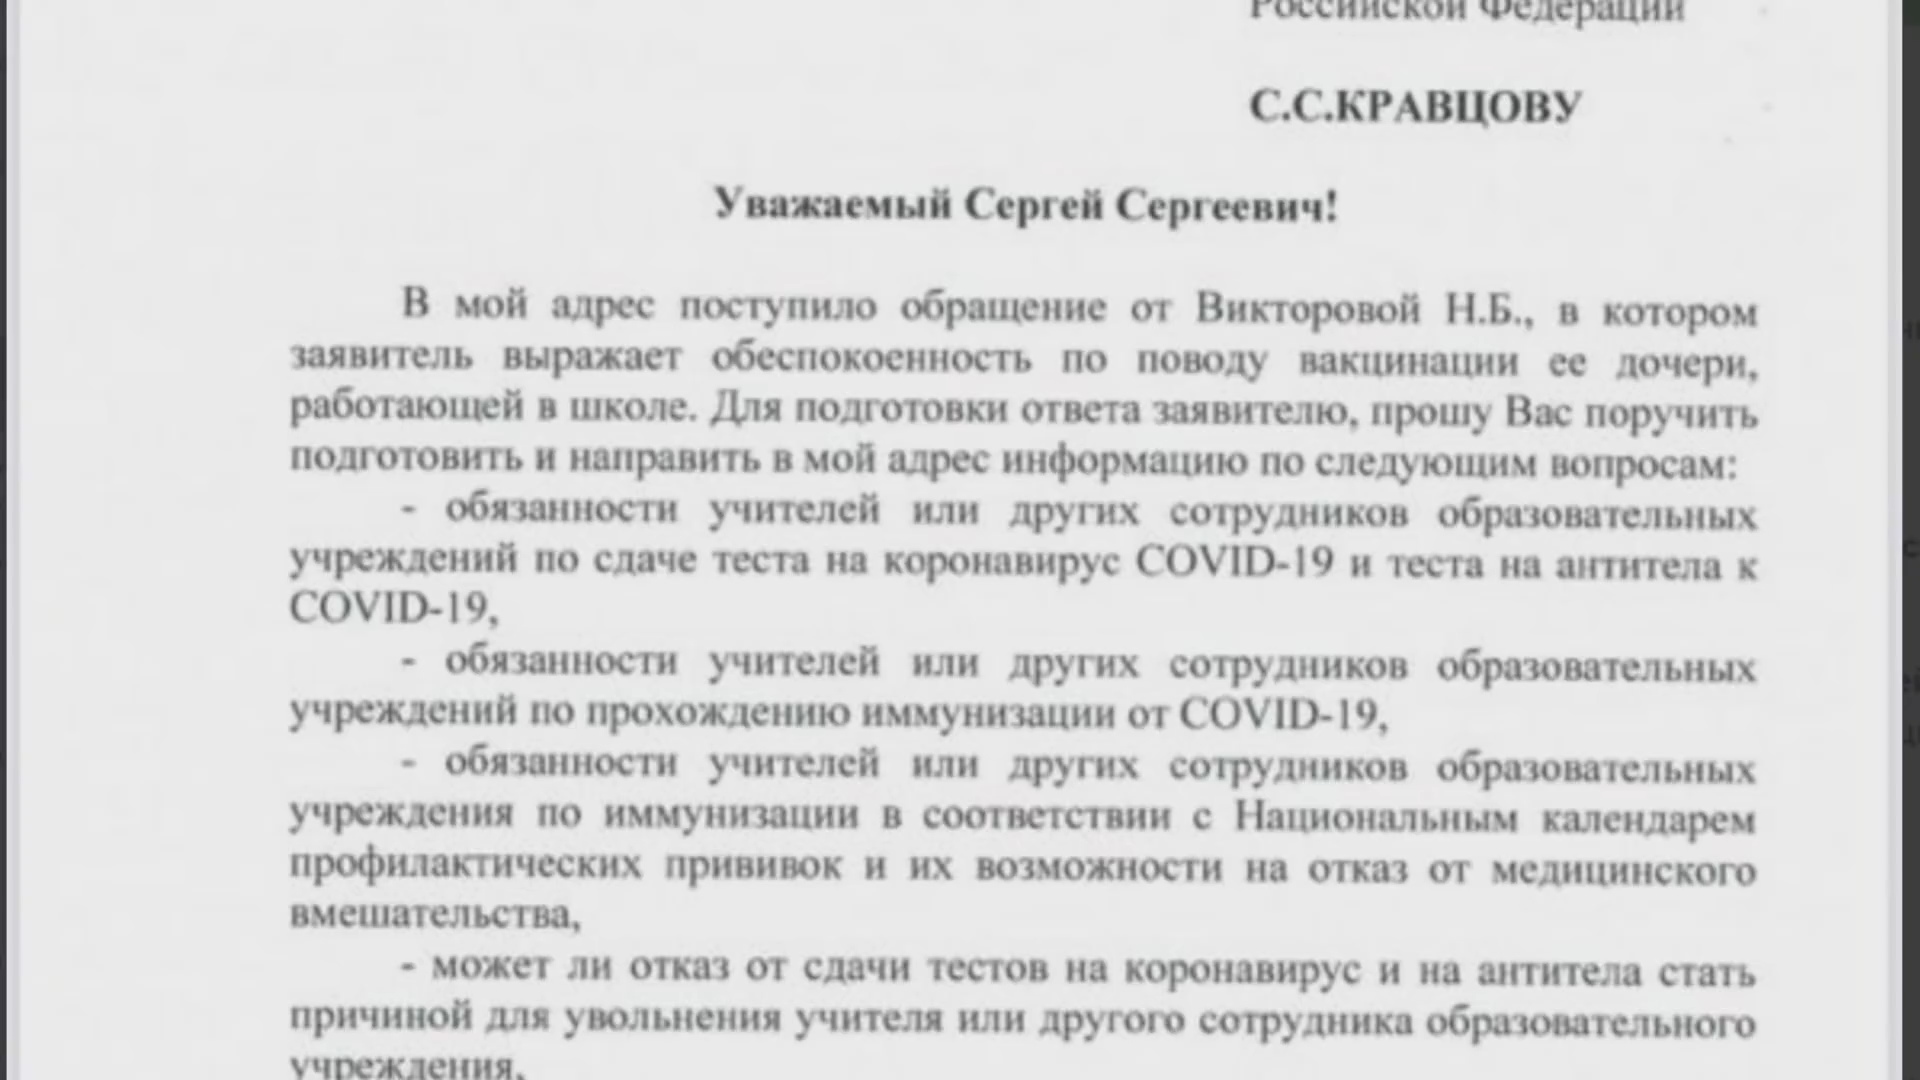 Российской Федерации
С.С.КРАВЦОВУ
Уважаемый Сергей Сергеевич!
В мой адрес поступило обращение от Викторовой Н.Б., в котором
заявитель выражает обеспокоенность по поводу вакцинации ее дочери,
работающей в школе. Для подготовки ответа заявителю, прошу Вас поручить
подготовить и направить в мой адрес информацию по следующим вопросам:
- обязанности учителей или других сотрудников образовательных
учреждений по сдаче теста на коронавирус COVID-19 и теста на антитела к
COVID-19,
- обязанности учителей или других сотрудников образовательных
учреждений по прохождению иммунизации от COVID-19,
- обязанности учителей или других сотрудников образовательных
учреждения по иммунизации в соответствии с Национальным календарем
профилактических прививок и их возможности на отказ от медицинского
вмешательства,
- может ли отказ от сдачи тестов на коронавирус и на антитела стать
причиной для увольнения учителя или другого сотрудника образовательного
учреждения,